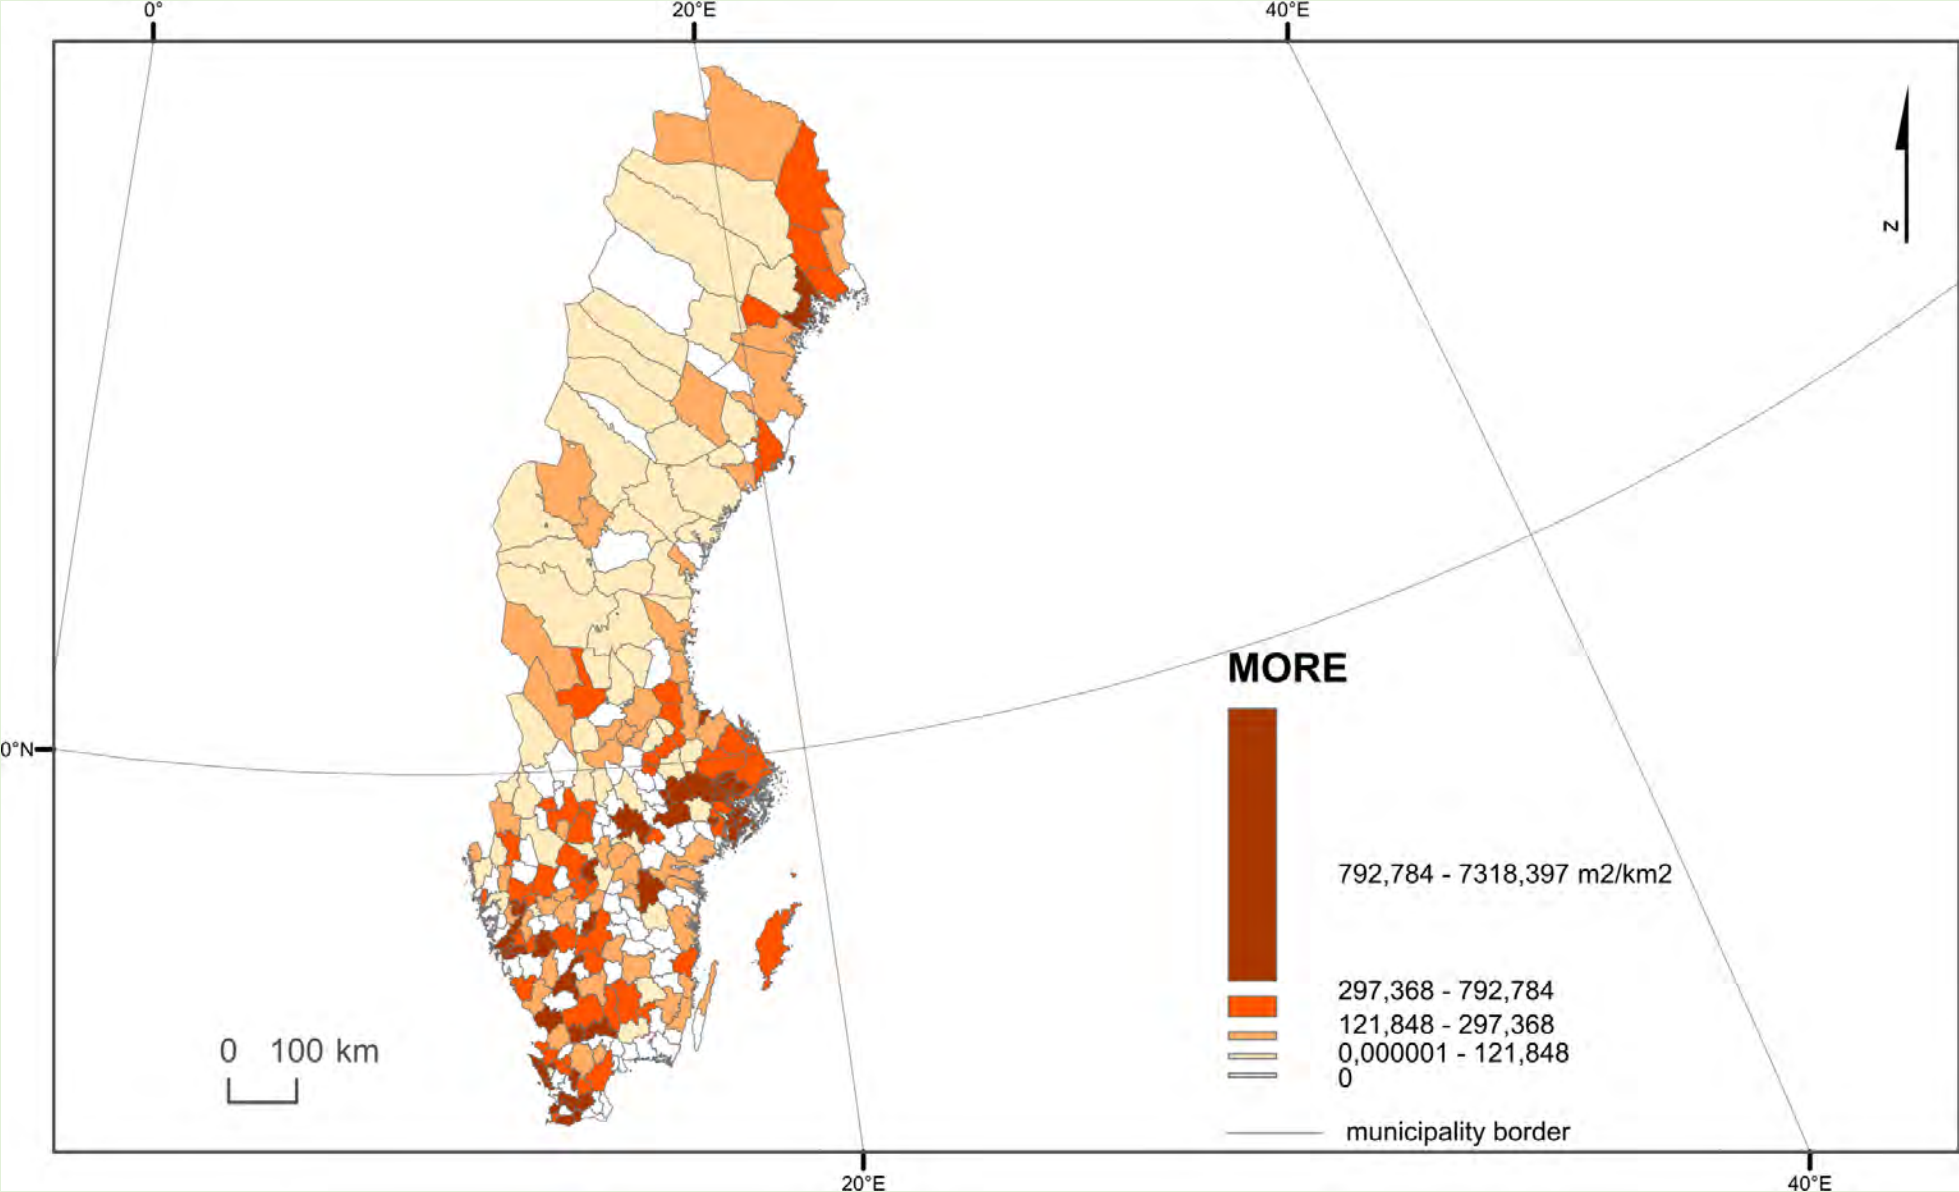 0° 20°E 40°E
N
MORE
0°N
792,784 - 7318,397 m2/km2
297,368 - 792,784
121,848 - 297,368
0,000001 - 121,848
0
0 100 km
municipality border
20°E 40°E